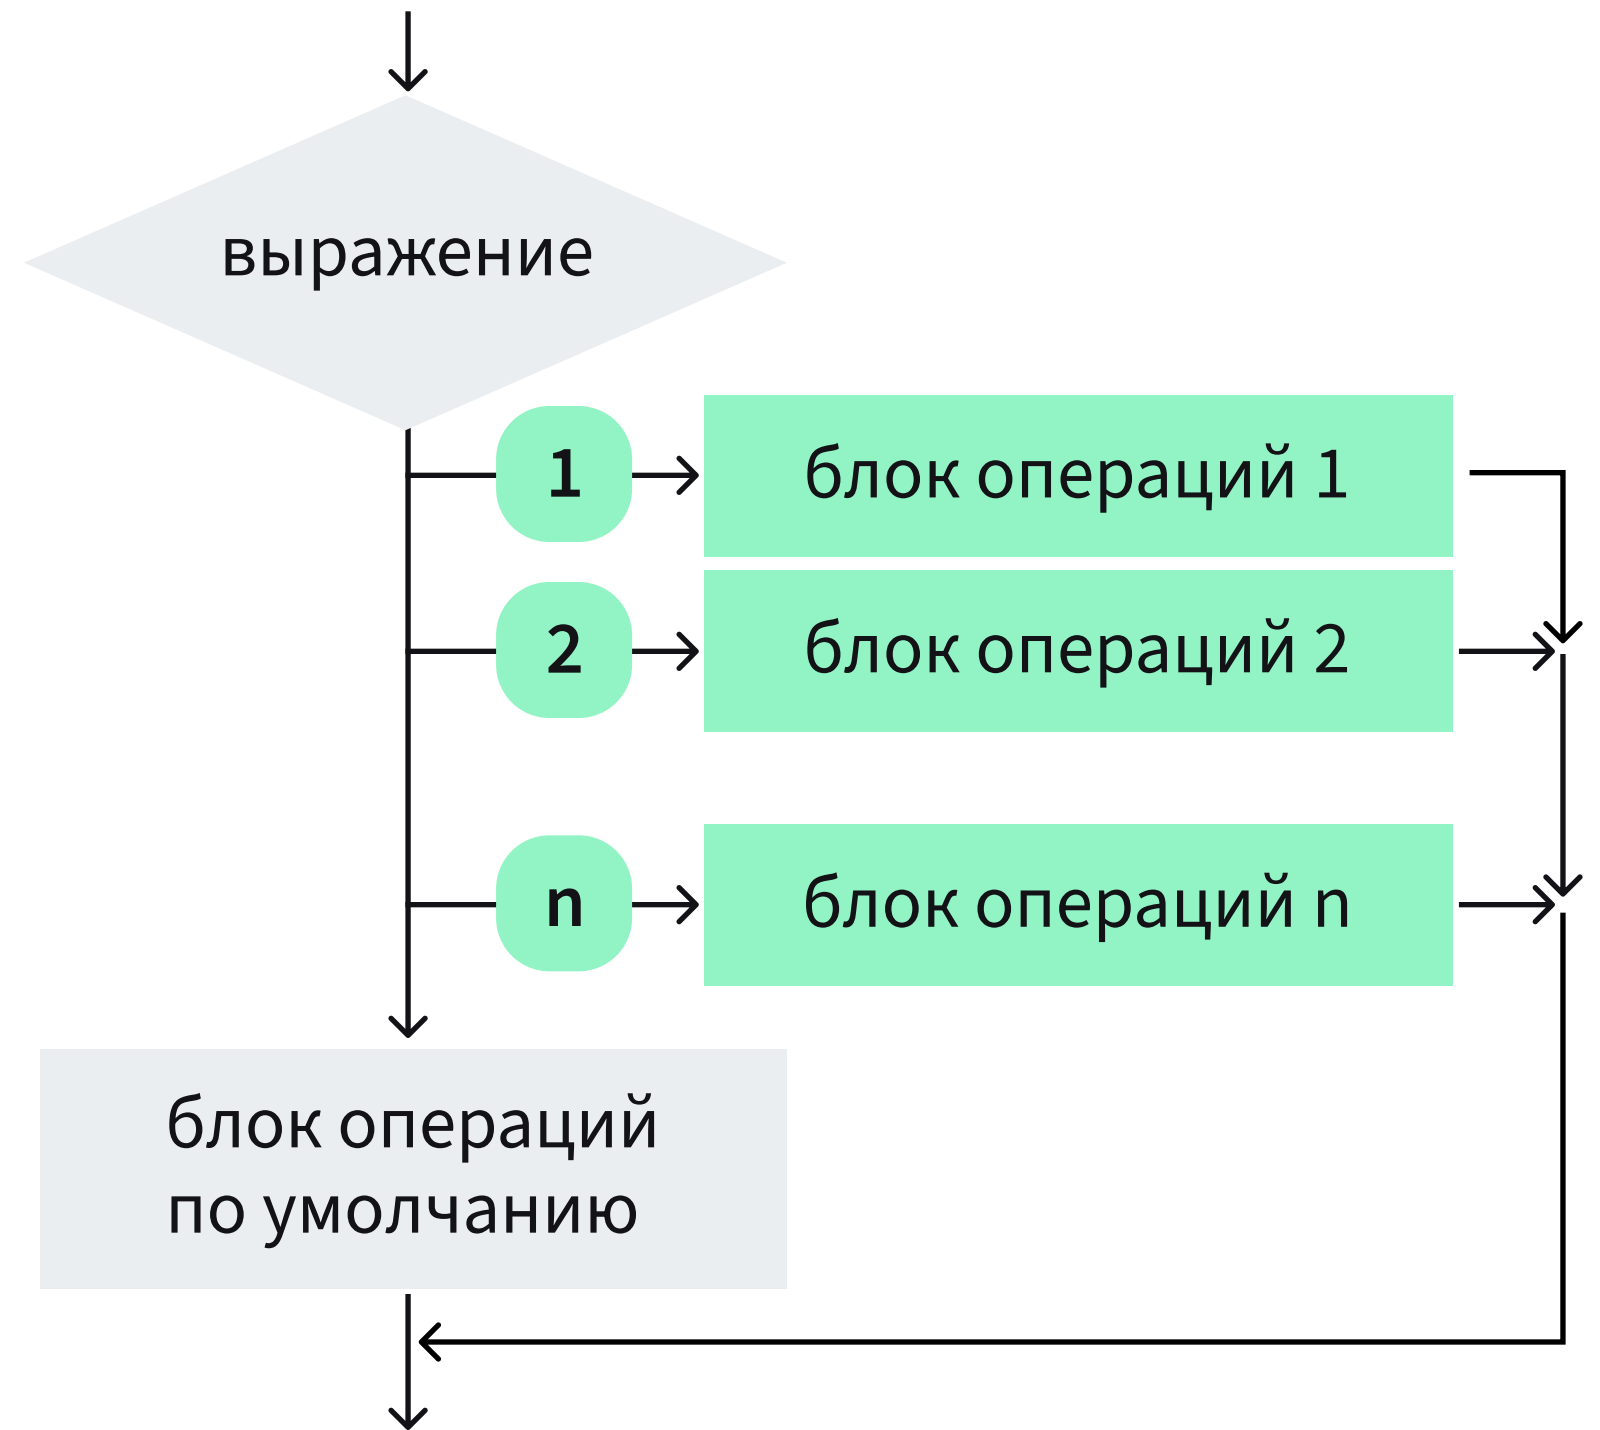 выражение
1
блок операций 1
2
блок операций 2
n
блок операций n
блок операций
по умолчанию